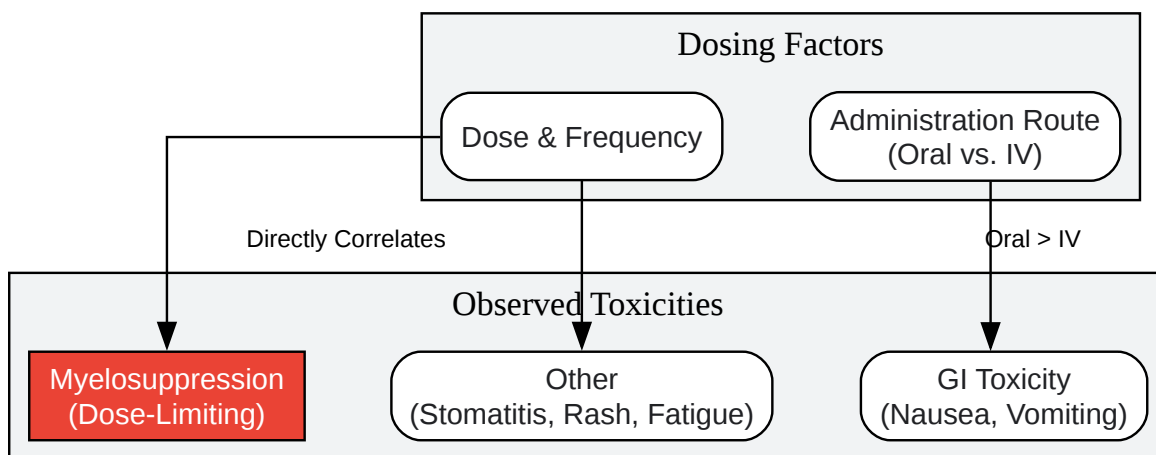 Dosing Factors
Dose & Frequency
Administration Route
(Oral vs. IV)
Directly Correlates
Oral > IV
Observed Toxicities
Myelosuppression
(Dose-Limiting)
Other
(Stomatitis, Rash, Fatigue)
GI Toxicity
(Nausea, Vomiting)